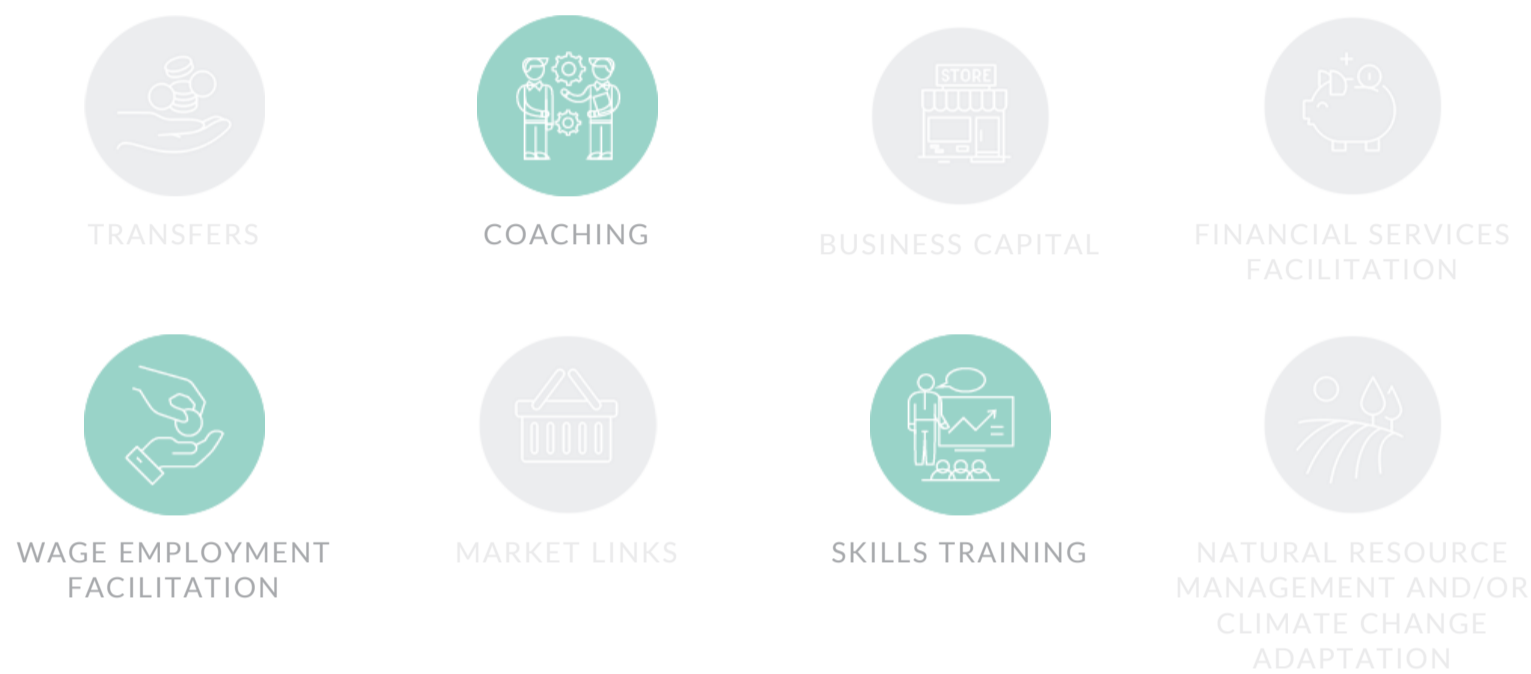 STORE
TRANSFERS
COACHING
BUSINESS CAPITAL
FINANCIAL SERVICES
FACILITATION
WAGE EMPLOYMENT
FACILITATION
MARKET LINKS
SKILLS TRAINING
NATURAL RESOURCE
MANAGEMENT AND/OR
CLIMATE CHANGE
ADAPTATION